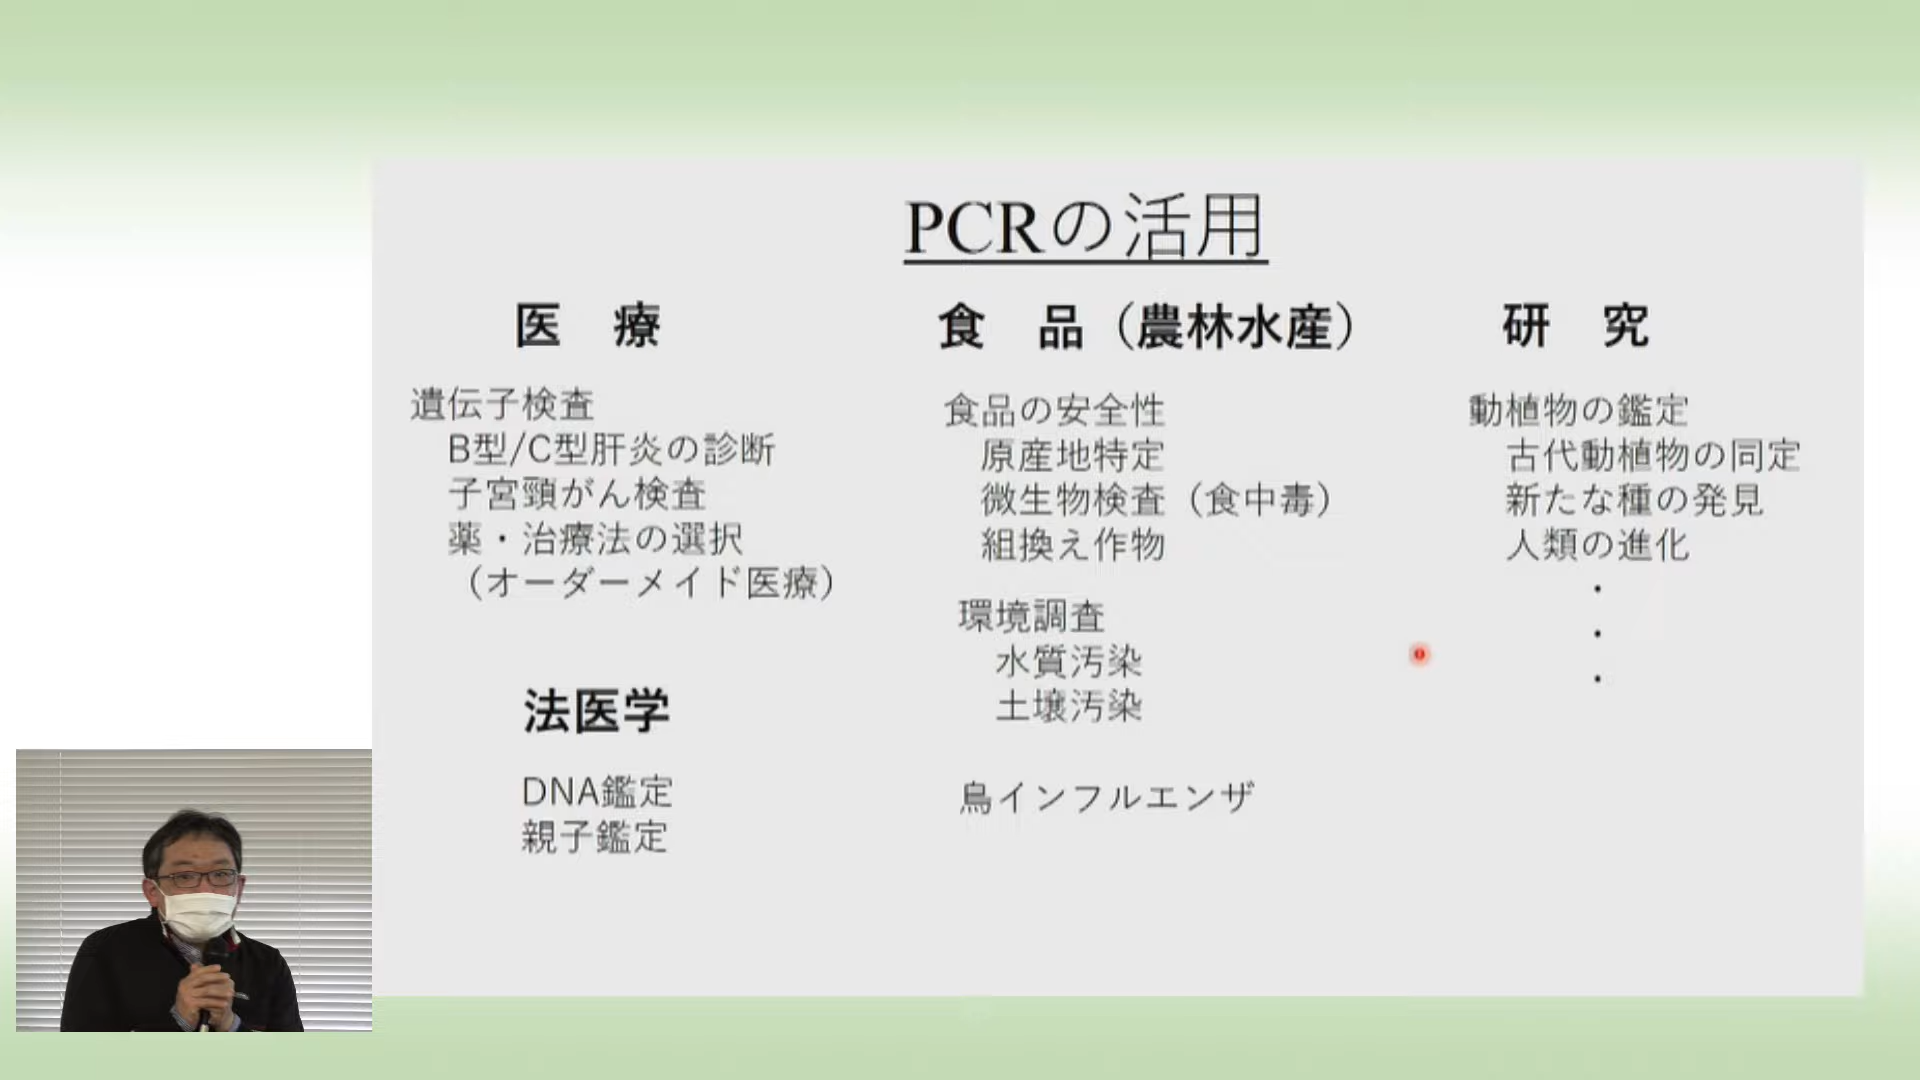 PCRの活用
医　療
遺伝子検査
B型/C型肝炎の診断
子宮頸がん検査
薬・治療法の選択
（オーダーメイド医療）
法医学
DNA鑑定
親子鑑定
食　品（農林水産）
食品の安全性
原産地特定
微生物検査（食中毒）
組換え作物
環境調査
水質汚染
土壌汚染
鳥インフルエンザ
研　究
動植物の鑑定
古代動植物の同定
新たな種の発見
人類の進化
・
・
・